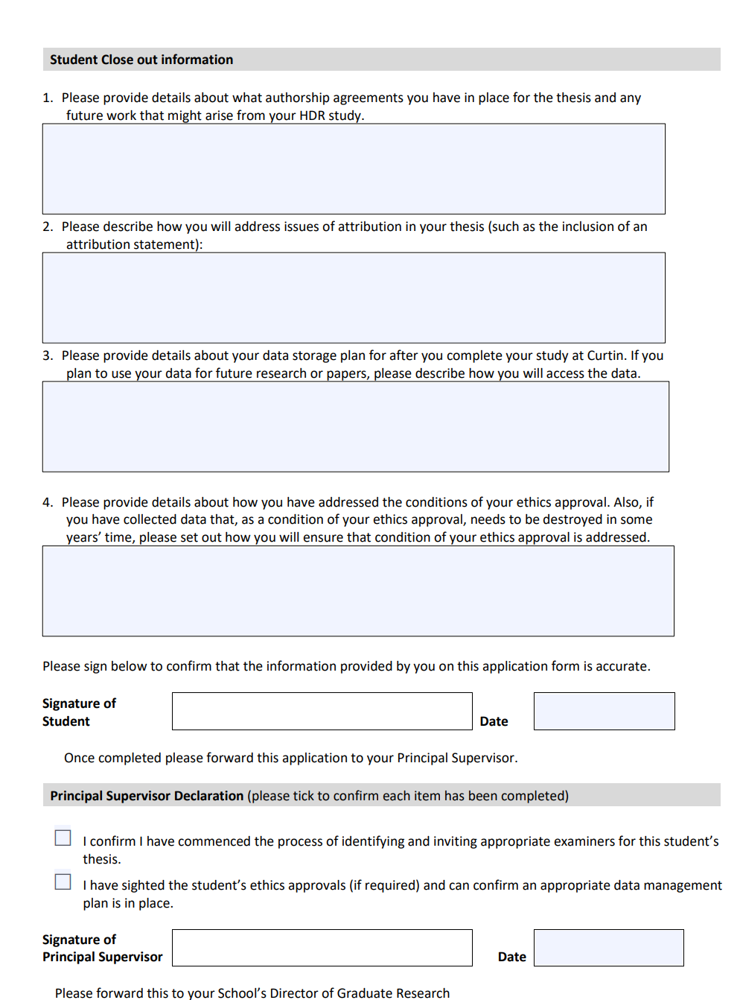 Student Close out information
1. Please provide details about what authorship agreements you have in place for the thesis and any
future work that might arise from your HDR study.
2. Please describe how you will address issues of attribution in your thesis (such as the inclusion of an
attribution statement):
3. Please provide details about your data storage plan for after you complete your study at Curtin. If you
plan to use your data for future research or papers, please describe how you will access the data.
4. Please provide details about how you have addressed the conditions of your ethics approval. Also, if
you have collected data that, as a condition of your ethics approval, needs to be destroyed in some
years’ time, please set out how you will ensure that condition of your ethics approval is addressed.
Please sign below to confirm that the information provided by you on this application form is accurate.
Signature of
Student
Date
Once completed please forward this application to your Principal Supervisor.
Principal Supervisor Declaration (please tick to confirm each item has been completed)
I confirm I have commenced the process of identifying and inviting appropriate examiners for this student’s
thesis.
I have sighted the student’s ethics approvals (if required) and can confirm an appropriate data management
plan is in place.
Signature of
Principal Supervisor
Date
Please forward this to your School’s Director of Graduate Research